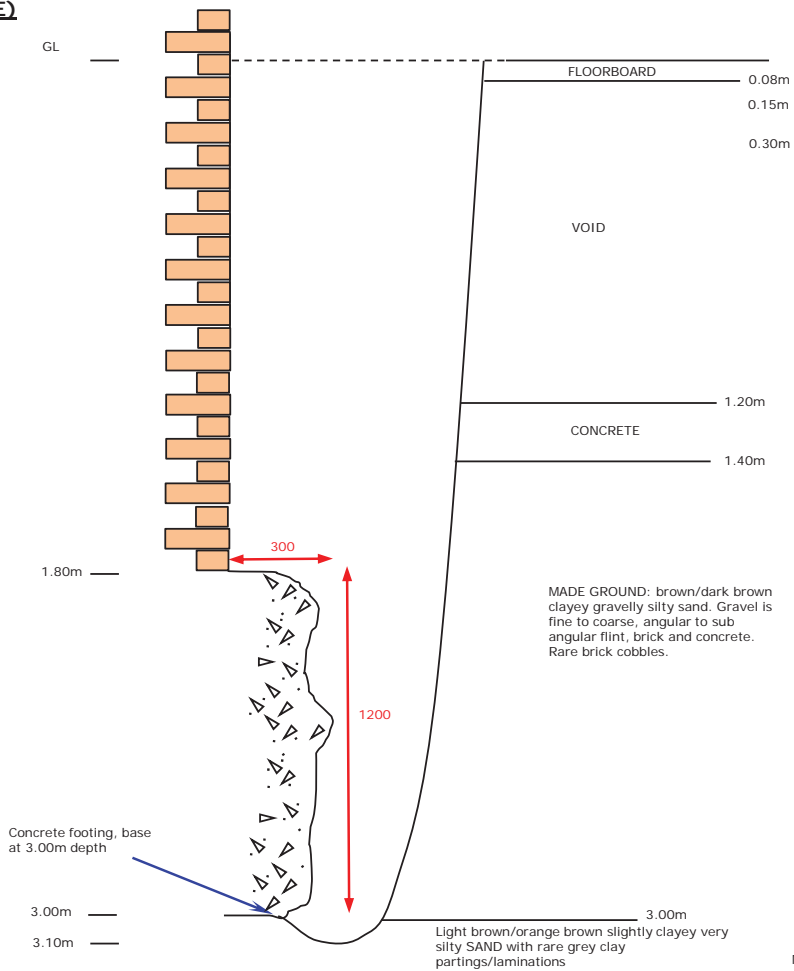 E)
GL
FLOORBOARD
0.08m
0.15m
0.30m
VOID
1.20m
CONCRETE
1.40m
300
1.80m
MADE GROUND: brown/dark brown
clayey gravelly silty sand. Gravel is
fine to coarse, angular to sub
angular flint, brick and concrete.
Rare brick cobbles.
1200
Concrete footing, base
at 3.00m depth
3.00m
3.00m
3.10m
Light brown/orange brown slightly clayey very
silty SAND with rare grey clay
partings/laminations